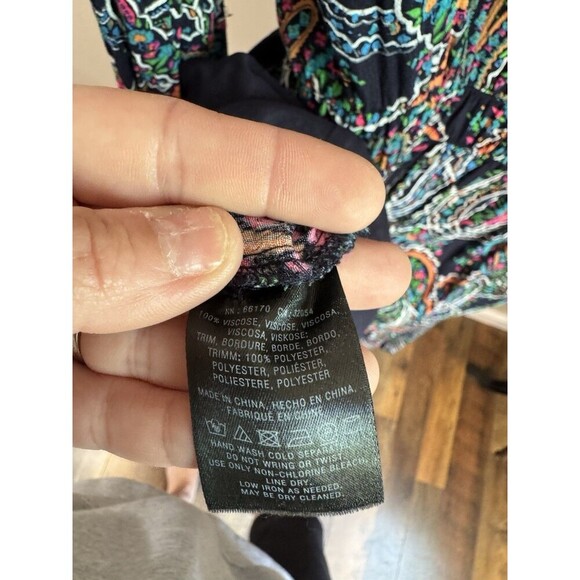 RN: 66170 CA: 32054
100% VISCOSE, VISCOSE, VISCOSA,
VISCOSA, VISKOSE:
TRIM, BORDURE, BORDE, BORDO,
TRIMM: 100% POLYESTER,
POLYESTER, POLIÉSTER,
POLIESTERE, POLYESTER
MADE IN CHINA, HECHO EN CHINA,
FABRIQUÉ EN CHINE
HAND WASH COLD SEPARATELY
DO NOT WRING OR TWIST
USE ONLY NON-CHLORINE BLEACH.
LINE DRY.
LOW IRON AS NEEDED.
MAY BE DRY CLEANED.